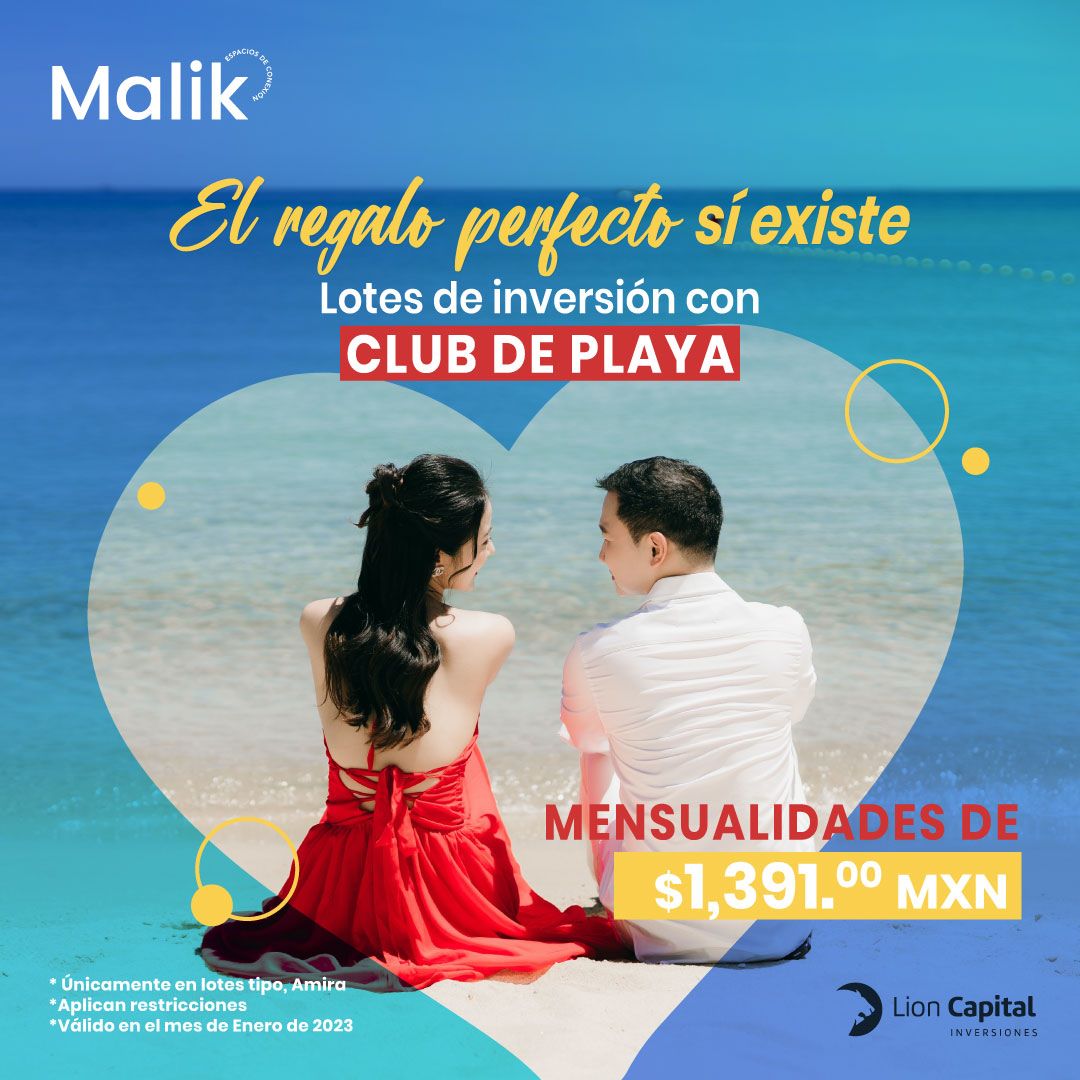 Malik
ESPACIOS DE CONEXIÓN
El regalo perfecto sí existe
Lotes de inversión con
CLUB DE PLAYA
MENSUALIDADES DE
$1,391.00 MXN
* Únicamente en lotes tipo, Amira
*Aplican restricciones
*Válido en el mes de Enero de 2023
Lion Capital
INVERSIONES